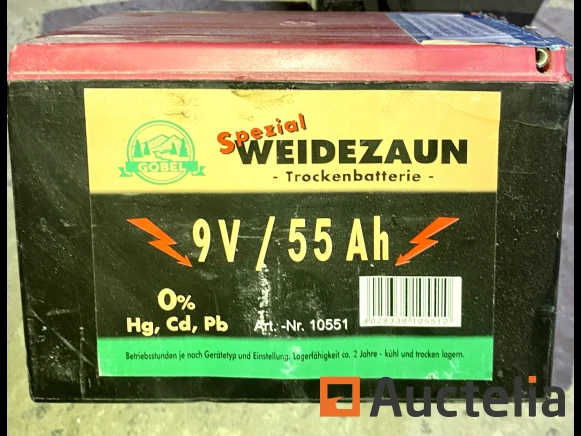 GÖBEL
Spezial
WEIDEZAUN
- Trockenbatterie -
9V / 55 Ah
0%
Hg, Cd, Pb
Art. -Nr. 10551
Betriebsstunden je nach Gerätetyp und Einstellung. Lagerfähigkeit ca. 2 Jahre - kühl und trocken lagern.
Auctelia